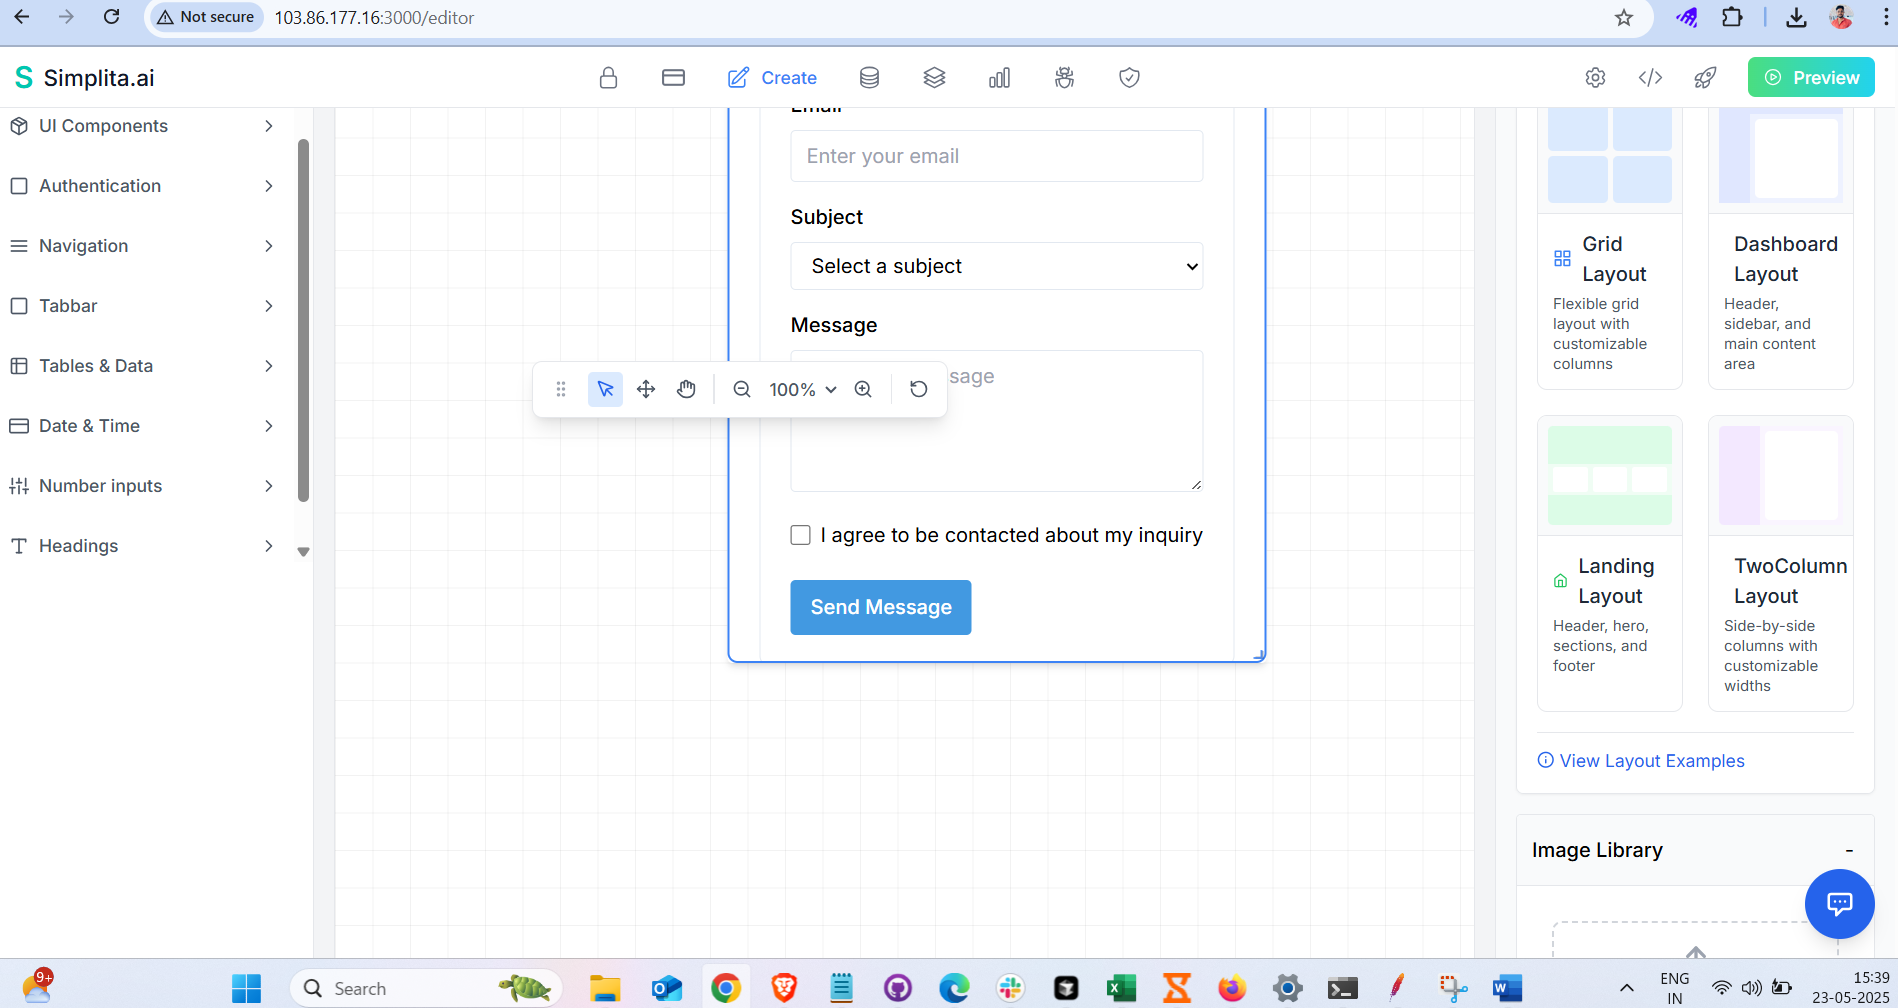 Not secure
103.86.177.16:3000/editor
S Simplita.ai
Create
Preview
UI Components
Authentication
Navigation
Tabbar
Tables & Data
Date & Time
Number inputs
Headings
Email
Enter your email
Subject
Select a subject
Message
sage
100%
I agree to be contacted about my inquiry
Send Message
Grid
Layout
Flexible grid
layout with
customizable
columns
Dashboard
Layout
Header,
sidebar, and
main content
area
Landing
Layout
Header, hero,
sections, and
footer
TwoColumn
Layout
Side-by-side
columns with
customizable
widths
View Layout Examples
Image Library
-
9+
Search
ENG
IN
15:39
23-05-2025